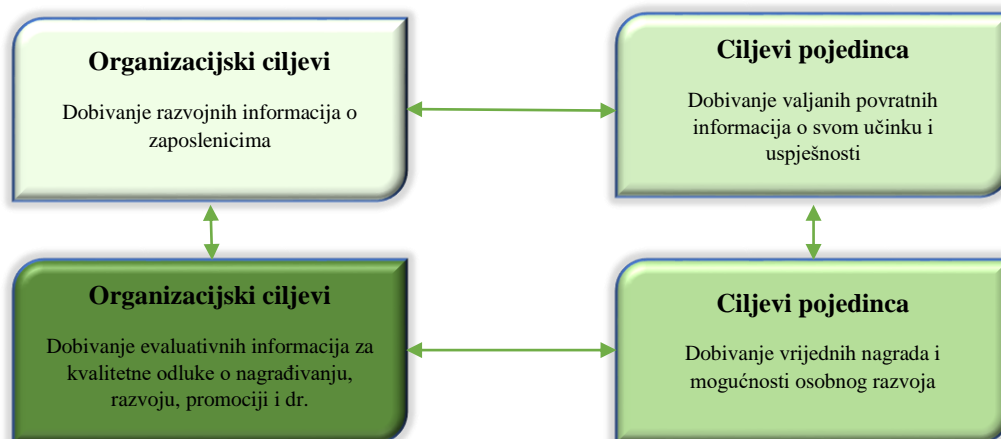 Organizacijski ciljevi
Dobivanje razvojnih informacija o
zaposlenicima
Ciljevi pojedinca
Dobivanje valjanih povratnih
informacija o svom učinku i
uspješnosti
Organizacijski ciljevi
Dobivanje evaluativnih informacija za
kvalitetne odluke o nagrađivanju,
razvoju, promociji i dr.
Ciljevi pojedinca
Dobivanje vrijednih nagrada i
mogućnosti osobnog razvoja